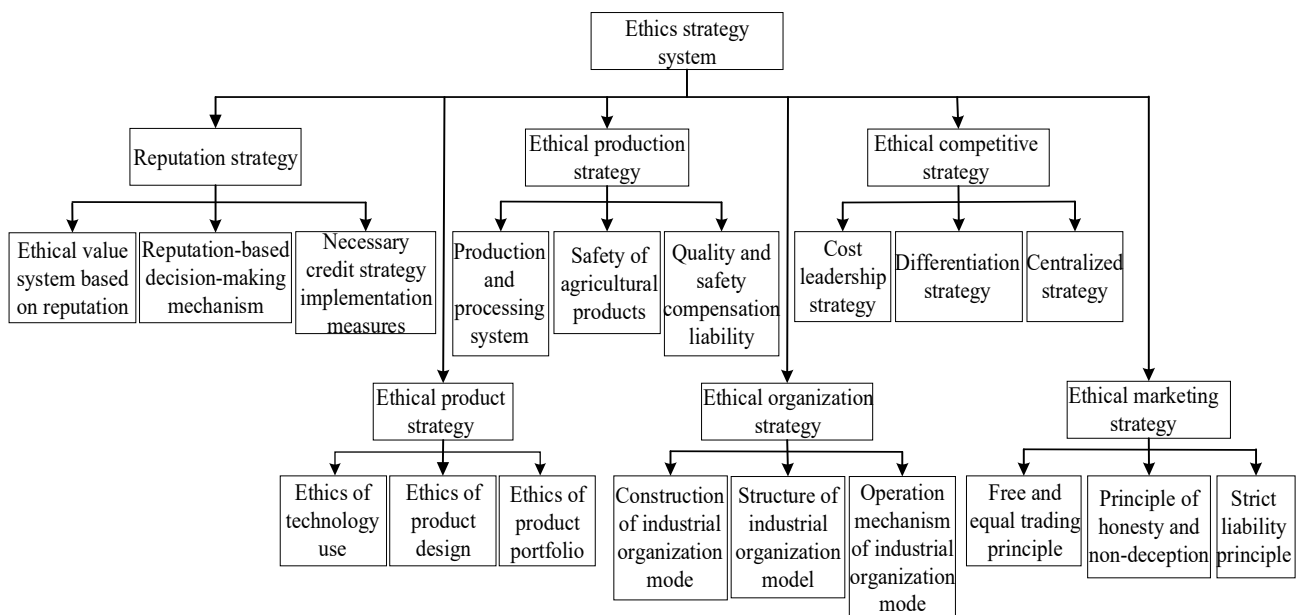 Ethics strategy
system
Reputation strategy
Ethical production
strategy
Ethical competitive
strategy
Ethical value
system based
on reputation
Reputation-based
decision-making
mechanism
Necessary
credit strategy
implementation
measures
Production
and
processing
system
Safety of
agricultural
products
Quality and
safety
compensation
liability
Cost
leadership
strategy
Differentiation
strategy
Centralized
strategy
Ethical product
strategy
Ethical organization
strategy
Ethical marketing
strategy
Ethics of
technology
use
Ethics of
product
design
Ethics of
product
portfolio
Construction
of industrial
organization
mode
Structure of
industrial
organization
model
Operation
mechanism
of industrial
organization
mode
Free and
equal trading
principle
Principle of
honesty and
non-deception
Strict
liability
principle